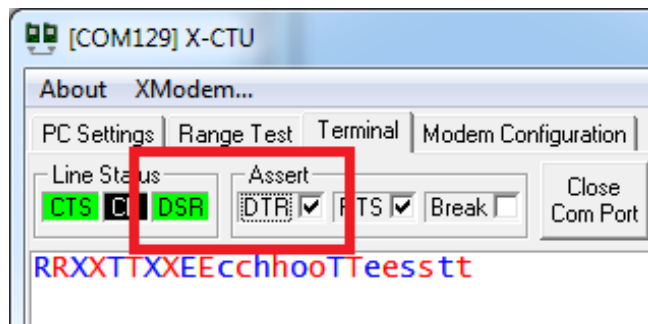 [COM129] X-CTU
About XModem...
PC Settings Range Test Terminal Modem Configuration
Line Status Assert
CTS DSR DTR RTS Break Close
Com Port
RRXXTTXXEEcchhooTTeesstt